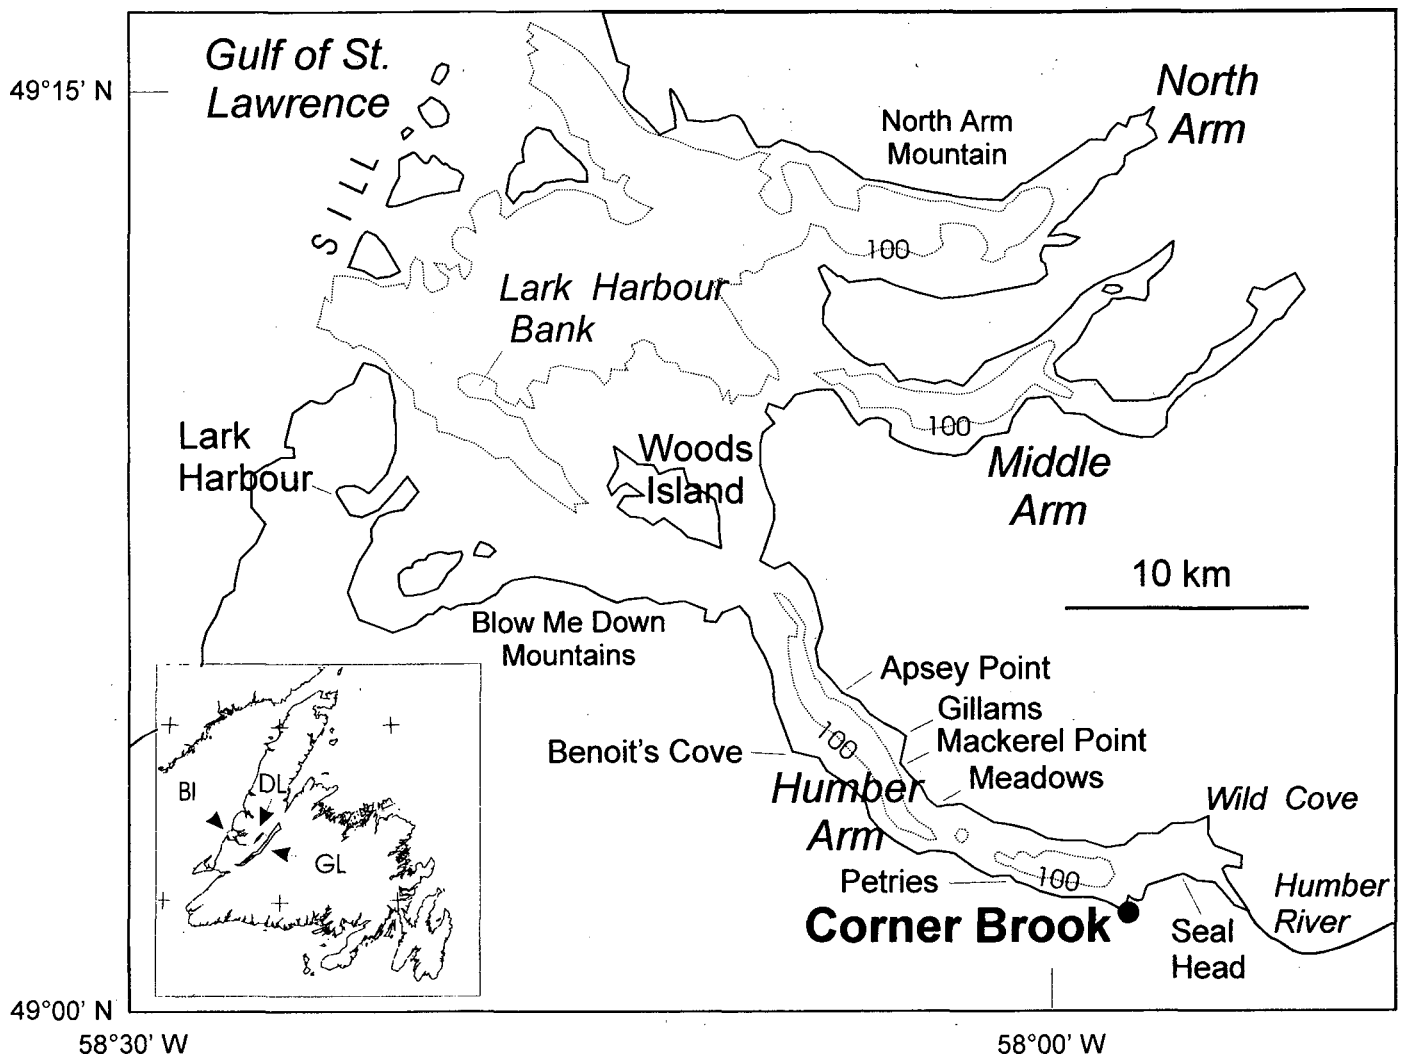 Gulf of St.
Lawrence
49°15' N
North
Arm
North Arm
Mountain
SILL
100
Lark Harbour
Bank
Lark
Harbour
Woods
Island
100
Middle
Arm
10 km
Blow Me Down
Mountains
Apsey Point
Gillams
Mackerel Point
Meadows
Benoit's Cove
100
Humber
Arm
Wild Cove
BI
DL
GL
100
Petries
Humber
River
Corner Brook
Seal
Head
49°00' N
58°30' W
58°00' W